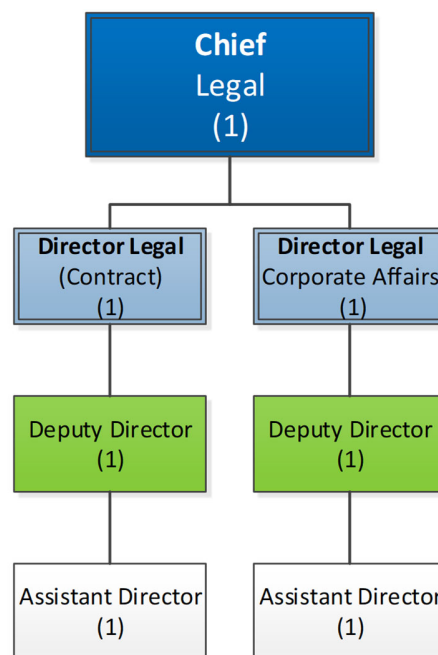 Chief
Legal
(1)
Director Legal
(Contract)
(1)
Director Legal
Corporate Affairs
(1)
Deputy Director
(1)
Deputy Director
(1)
Assistant Director
(1)
Assistant Director
(1)